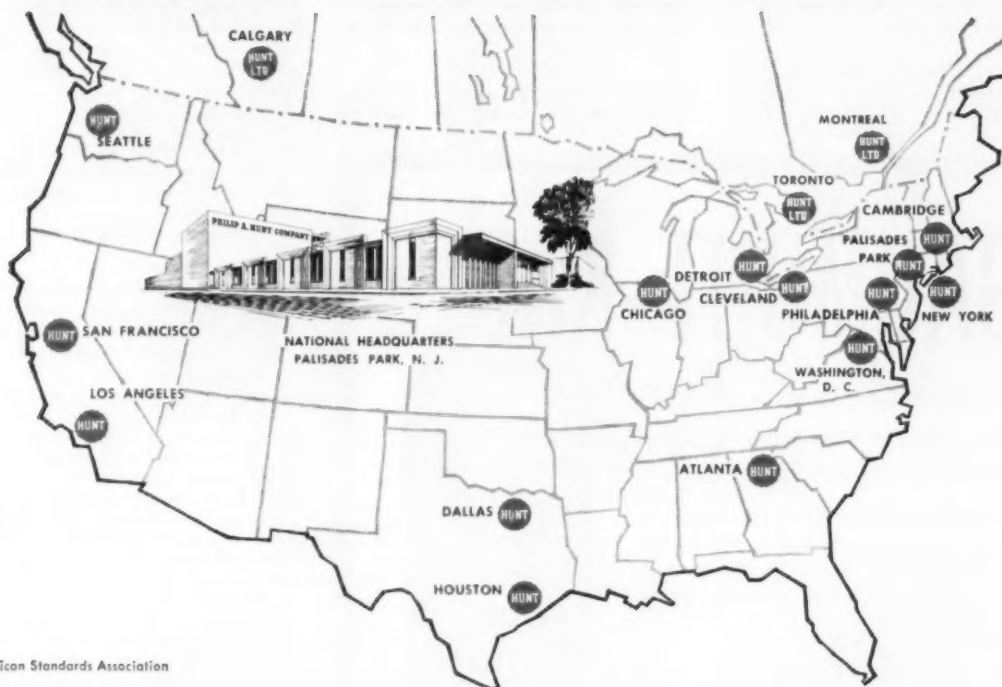 CALGARY
HUNT
LTD
HUNT
SEATTLE
MONTREAL
HUNT
LTD
TORONTO
HUNT
LTD
CAMBRIDGE
HUNT
PHILIP A. HUNT COMPANY
PALISADES
PARK
HUNT
DETROIT
HUNT
CLEVELAND
HUNT
HUNT
CHICAGO
PHILADELPHIA
HUNT
HUNT
NEW YORK
SAN FRANCISCO
HUNT
NATIONAL HEADQUARTERS
PALISADES PARK, N. J.
HUNT
WASHINGTON,
D. C.
LOS ANGELES
HUNT
ATLANTA
HUNT
DALLAS
HUNT
HOUSTON
HUNT
ican Standards Association